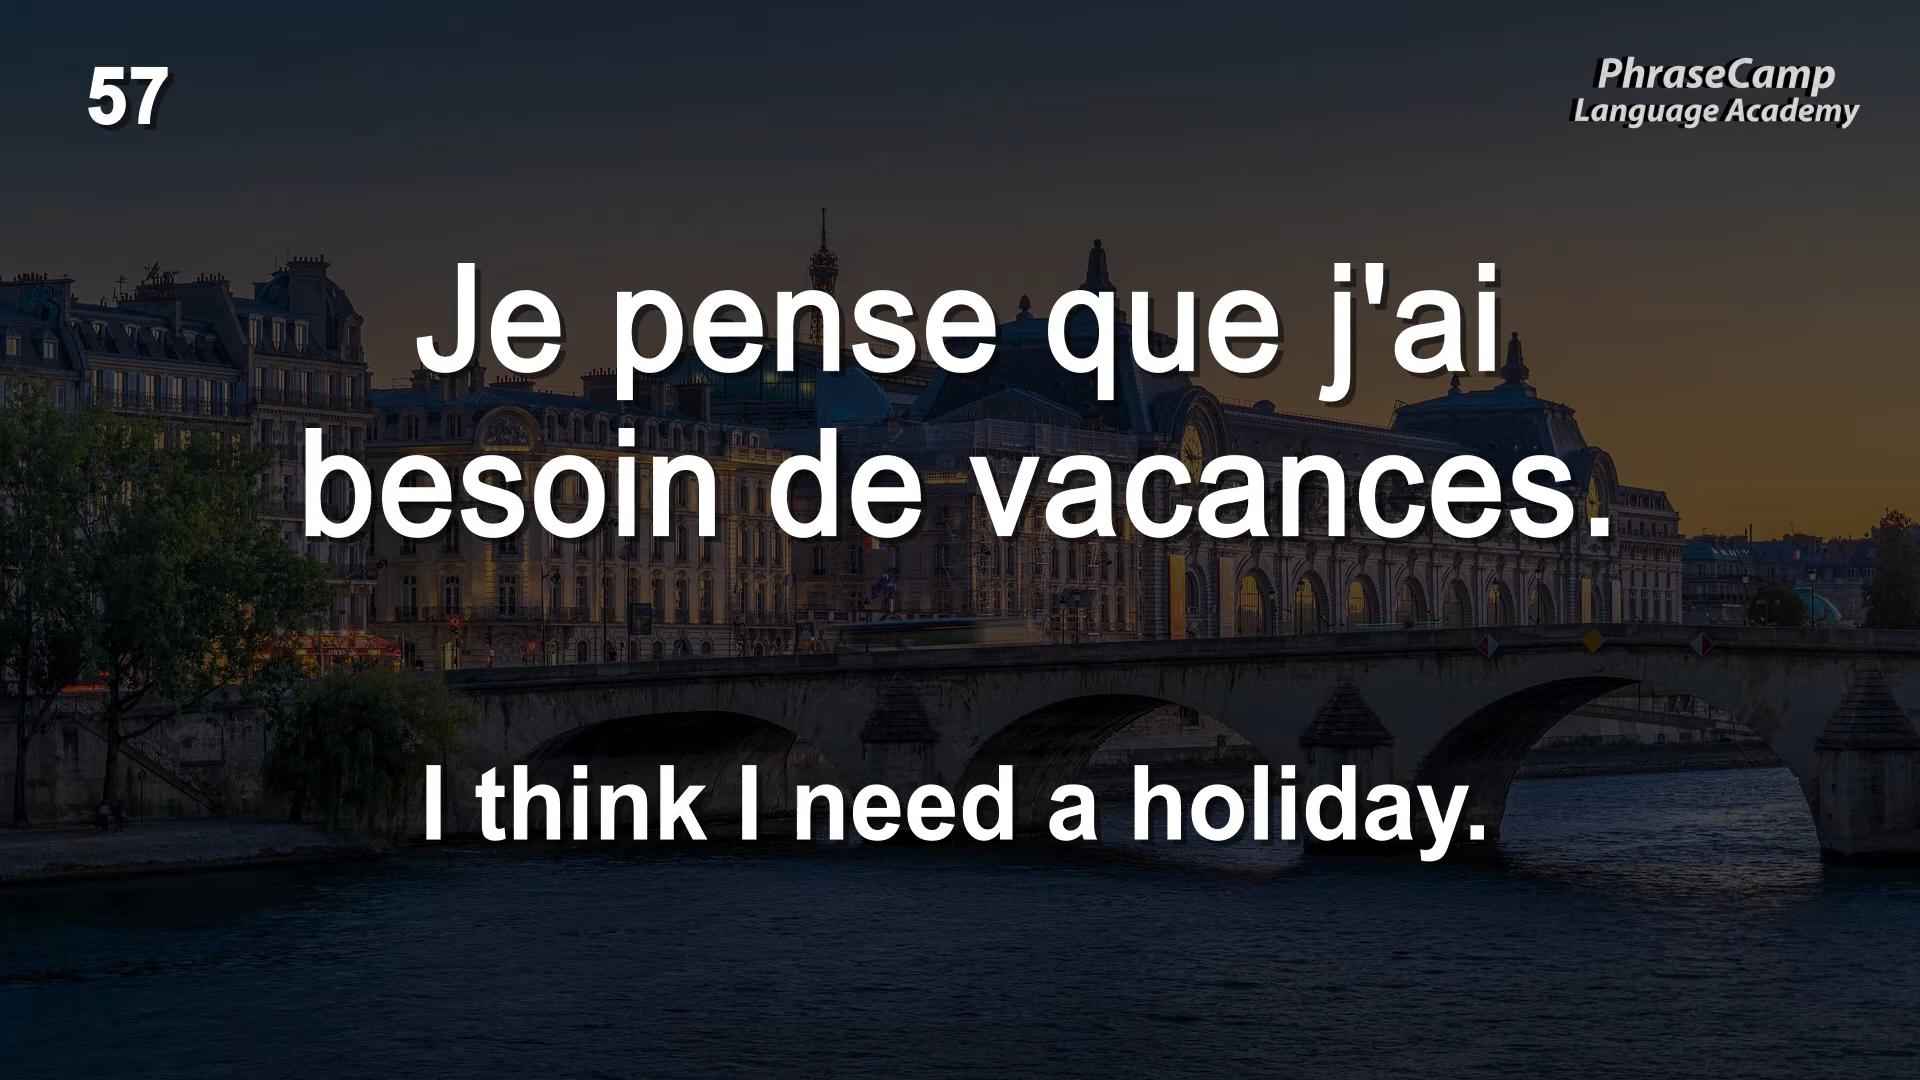 57
PhraseCamp
Language Academy
Je pense que j'ai
besoin de vacances.
I think I need a holiday.